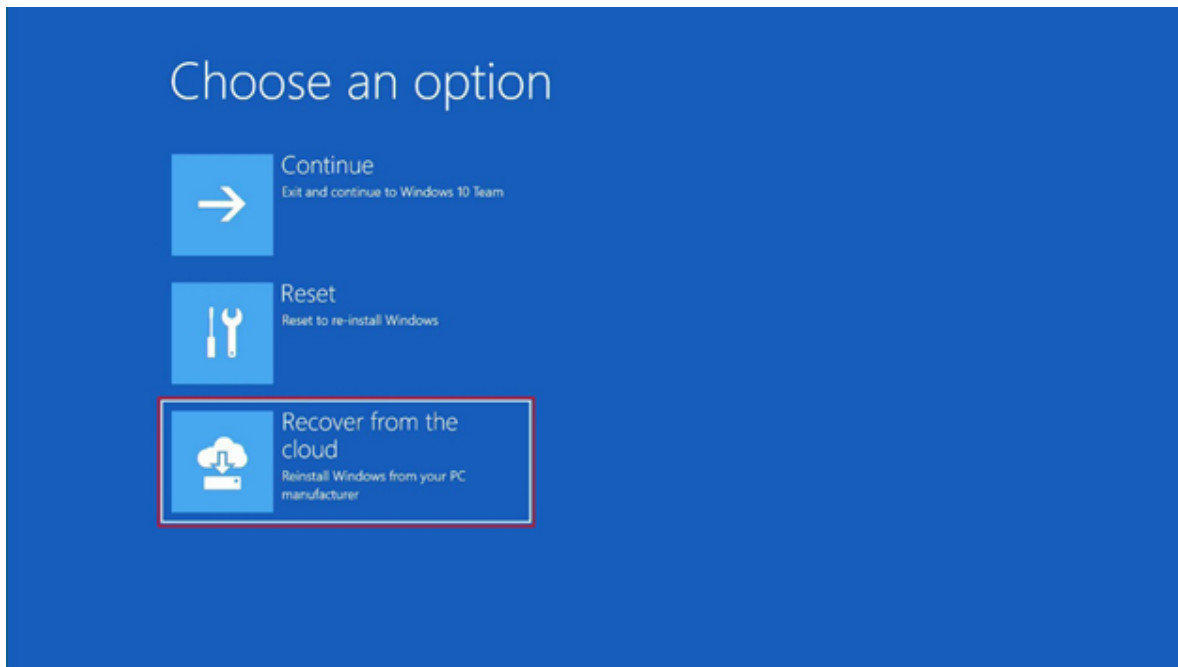 Choose an option
Continue
Exit and continue to Windows 10 Team
Reset
Reset to re-install Windows
Recover from the
cloud
Reinstall Windows from your PC
manufacturer